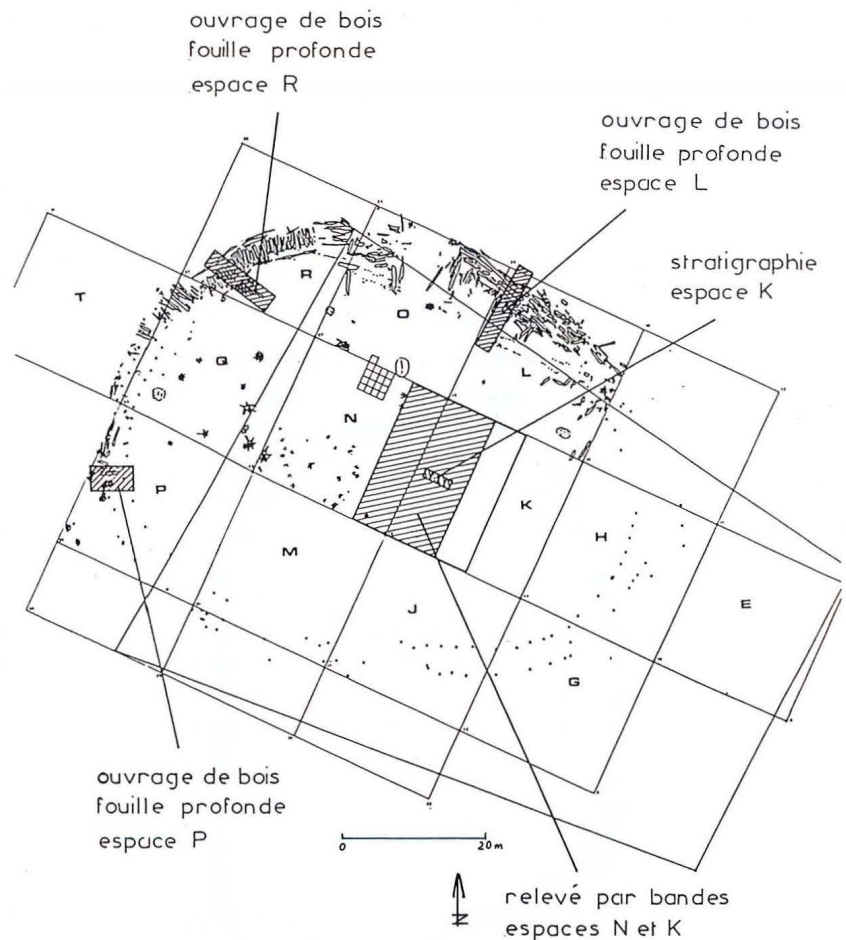 ouvrage de bois
fouille profonde
espace R
ouvrage de bois
fouille profonde
espace L
stratigraphie
espace K
T
R
O
Q
L
N
K
P
H
M
E
J
G
ouvrage de bois
fouille profonde
espace P
0 20 m
N
relevé par bandes
espaces N et K